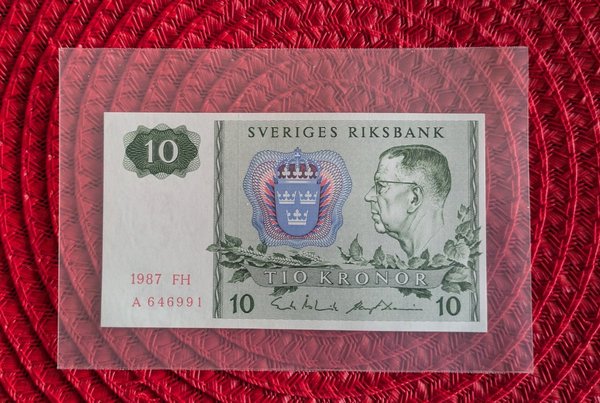 SVERIGES RIKSBANK
10
TIO KRONOR
1987 FH
A 646991
10
10